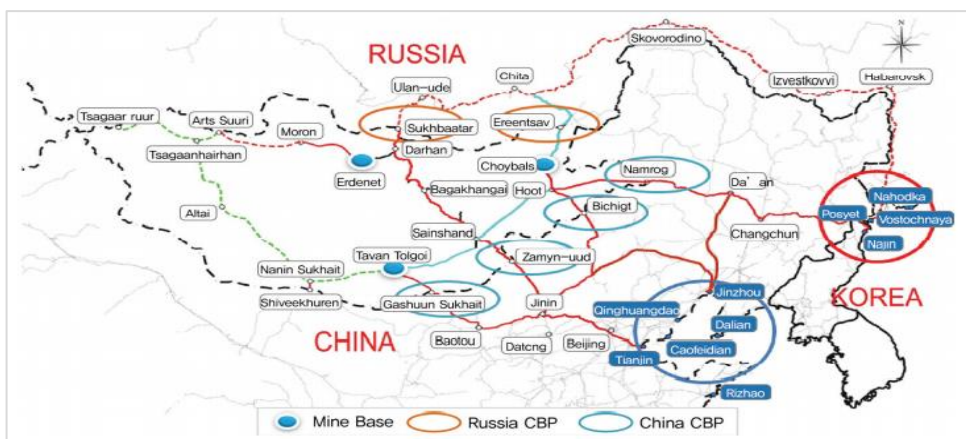 N
Skovorodino
RUSSIA
Chita
Izvestkovvi
Habarovsk
Ulan-ude
Tsagaar ruur
Arts Suuri
Moron
Sukhbaatar
Ereentsav
Tsagaanhairhan
Darhan
Erdenet
Choybals
Namrog
Bagakhangai
Hoot
Da'an
Nahodka
Altai
Bichigt
Posyet
Vostochnaya
Sainshand
Changchun
Najin
Tavan Tolgoi
Zamyn-uud
Nanin Sukhait
Jinzhou
Shiveekhuren
Gashuun Sukhait
Jinin
Qinghuangdao
KOREA
CHINA
Dalian
Baotou
Datcng
Beijing
Caofeidian
Tianjin
Rizhao
Mine Base
Russia CBP
China CBP